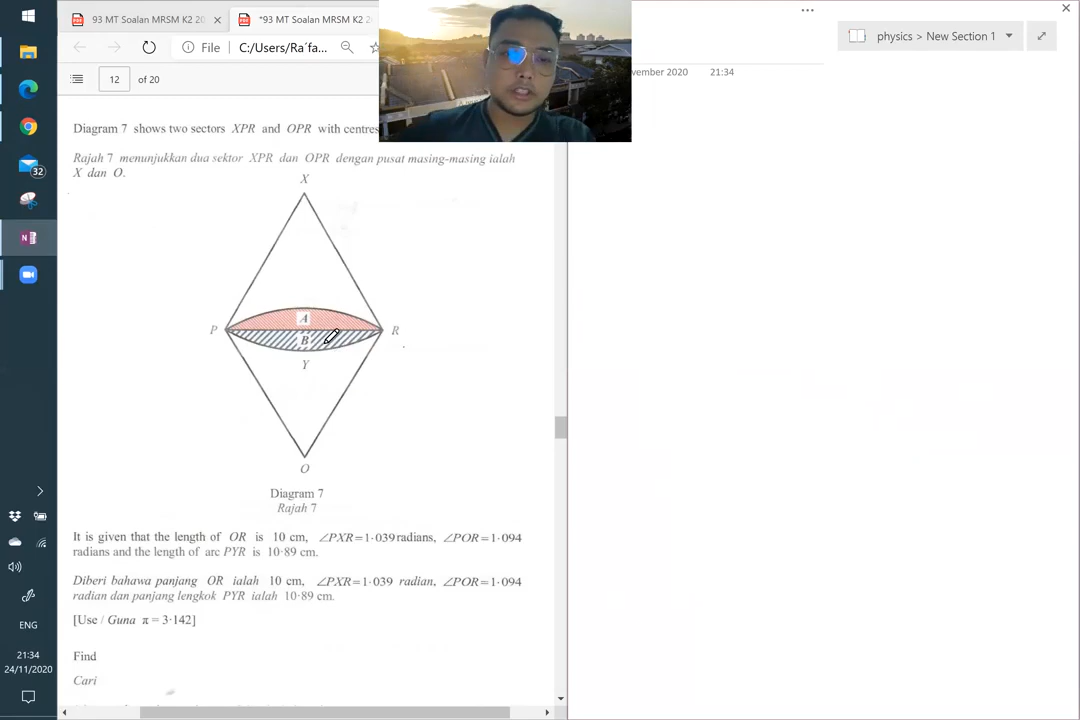 93 MT Soalan MRSM K2 20
*93 MT Soalan MRSM K2 2
File
C:/Users/Ra´fa...
12
of 20
physics > New Section 1
vember 2020
21:34
Diagram 7 shows two sectors XPR and OPR with centres
Rajah 7 menunjukkan dua sektor XPR dan OPR dengan pusat masing-masing ialah
X dan O.
X
A
P
R
B
Y
O
Diagram 7
Rajah 7
It is given that the length of OR is 10 cm, ∠PXR=1·039 radians, ∠POR=1·094
radians and the length of arc PYR is 10·89 cm.
Diberi bahawa panjang OR ialah 10 cm, ∠PXR=1·039 radian, ∠POR=1·094
radian dan panjang lengkok PYR ialah 10·89 cm.
[Use / Guna π = 3·142]
Find
Cari
32
N
ENG
21:34
24/11/2020